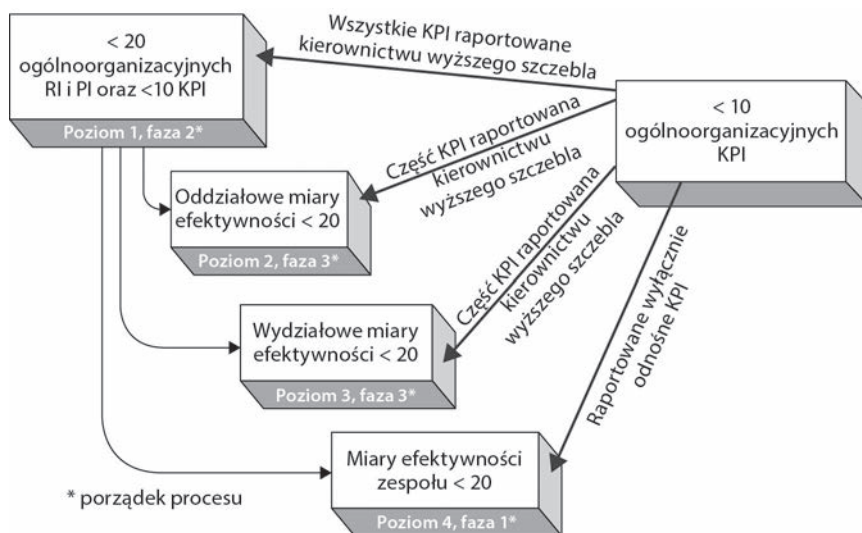 < 20
ogólnoorganizacyjnych
RI i PI oraz <10 KPI
Poziom 1, faza 2*
Wszystkie KPI raportowane
kierownictwu wyższego szczebla
< 10
ogólnoorganizacyjnych
KPI
Część KPI raportowana
kierownictwu
wyższego szczebla
Oddziałowe miary
efektywności < 20
Poziom 2, faza 3*
Część KPI raportowana
kierownictwu
wyższego szczebla
Wydziałowe miary
efektywności < 20
Poziom 3, faza 3*
Raportowane wyłącznie
odnośne KPI
Miary efektywności
zespołu < 20
Poziom 4, faza 1*
* porządek procesu